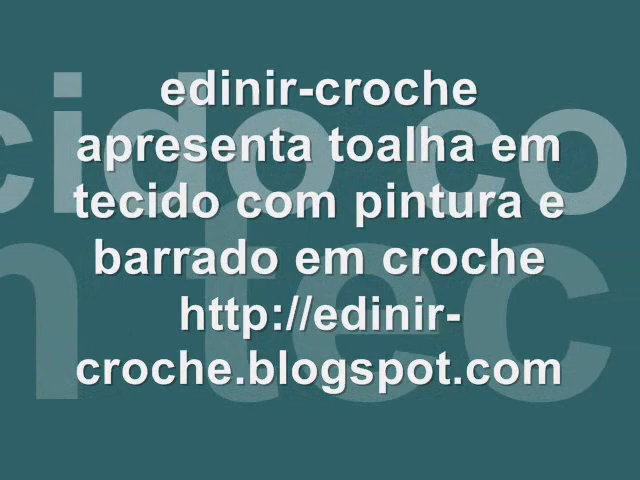 edinir-croche
apresenta toalha em
tecido com pintura e
barrado em croche
http://edinir-
croche.blogspot.com